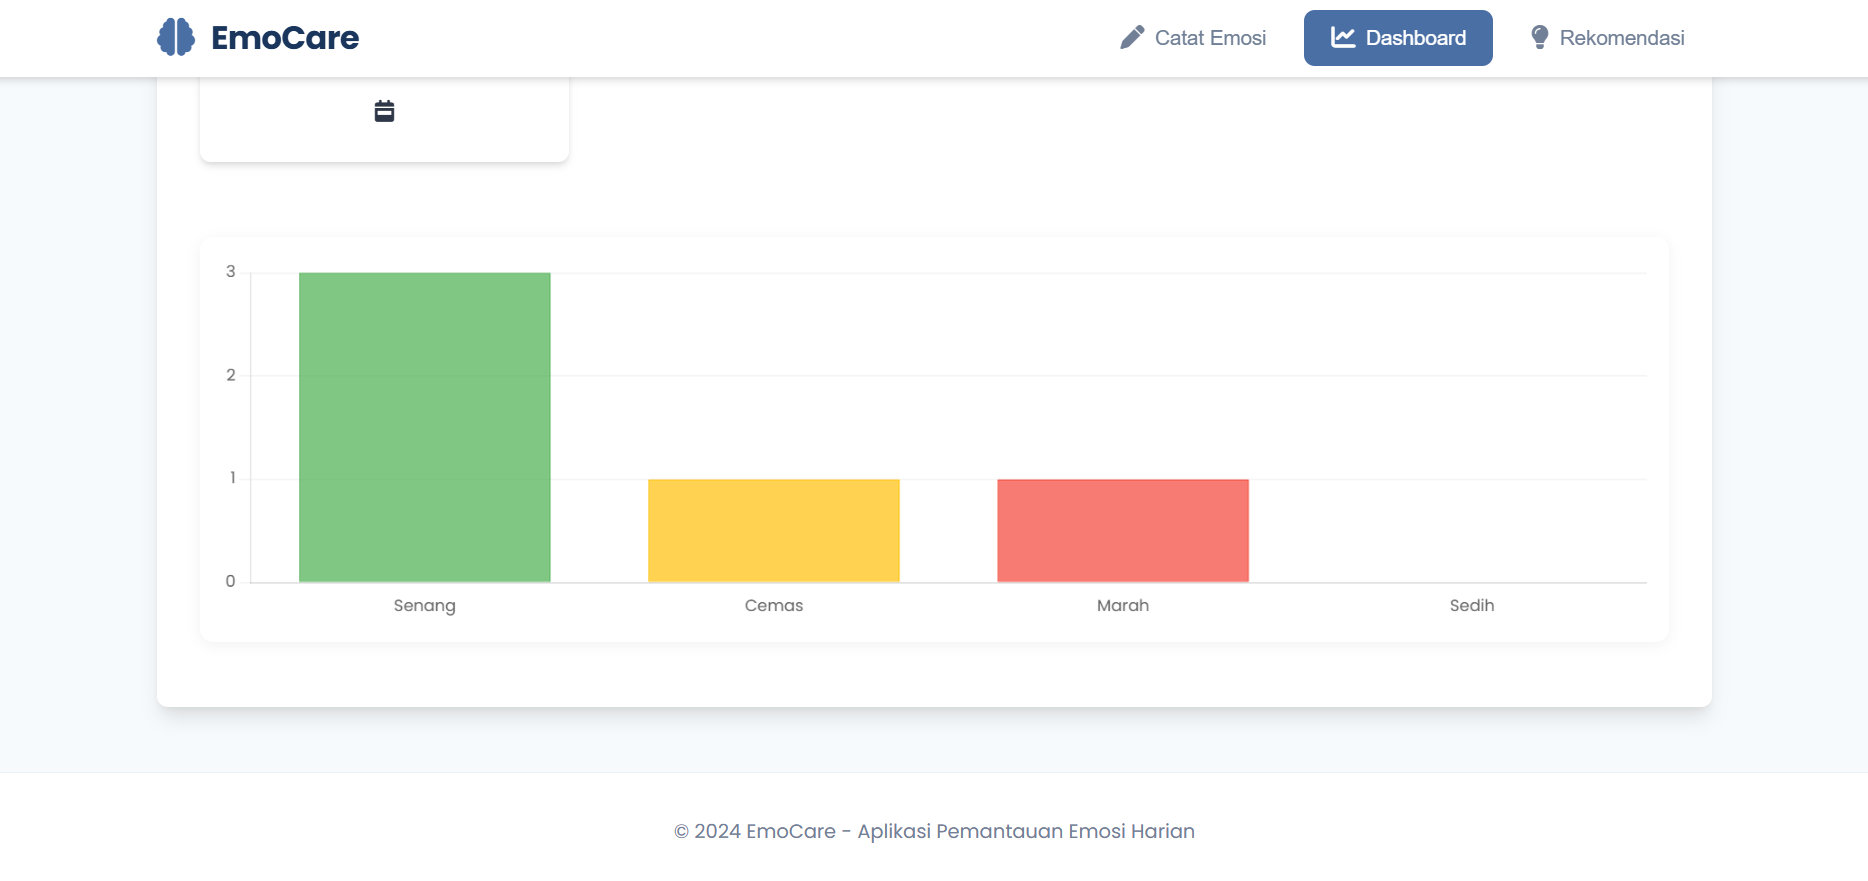 EmoCare
Catat Emosi
Dashboard
Rekomendasi
3
2
1
0
Senang
Cemas
Marah
Sedih
© 2024 EmoCare - Aplikasi Pemantauan Emosi Harian